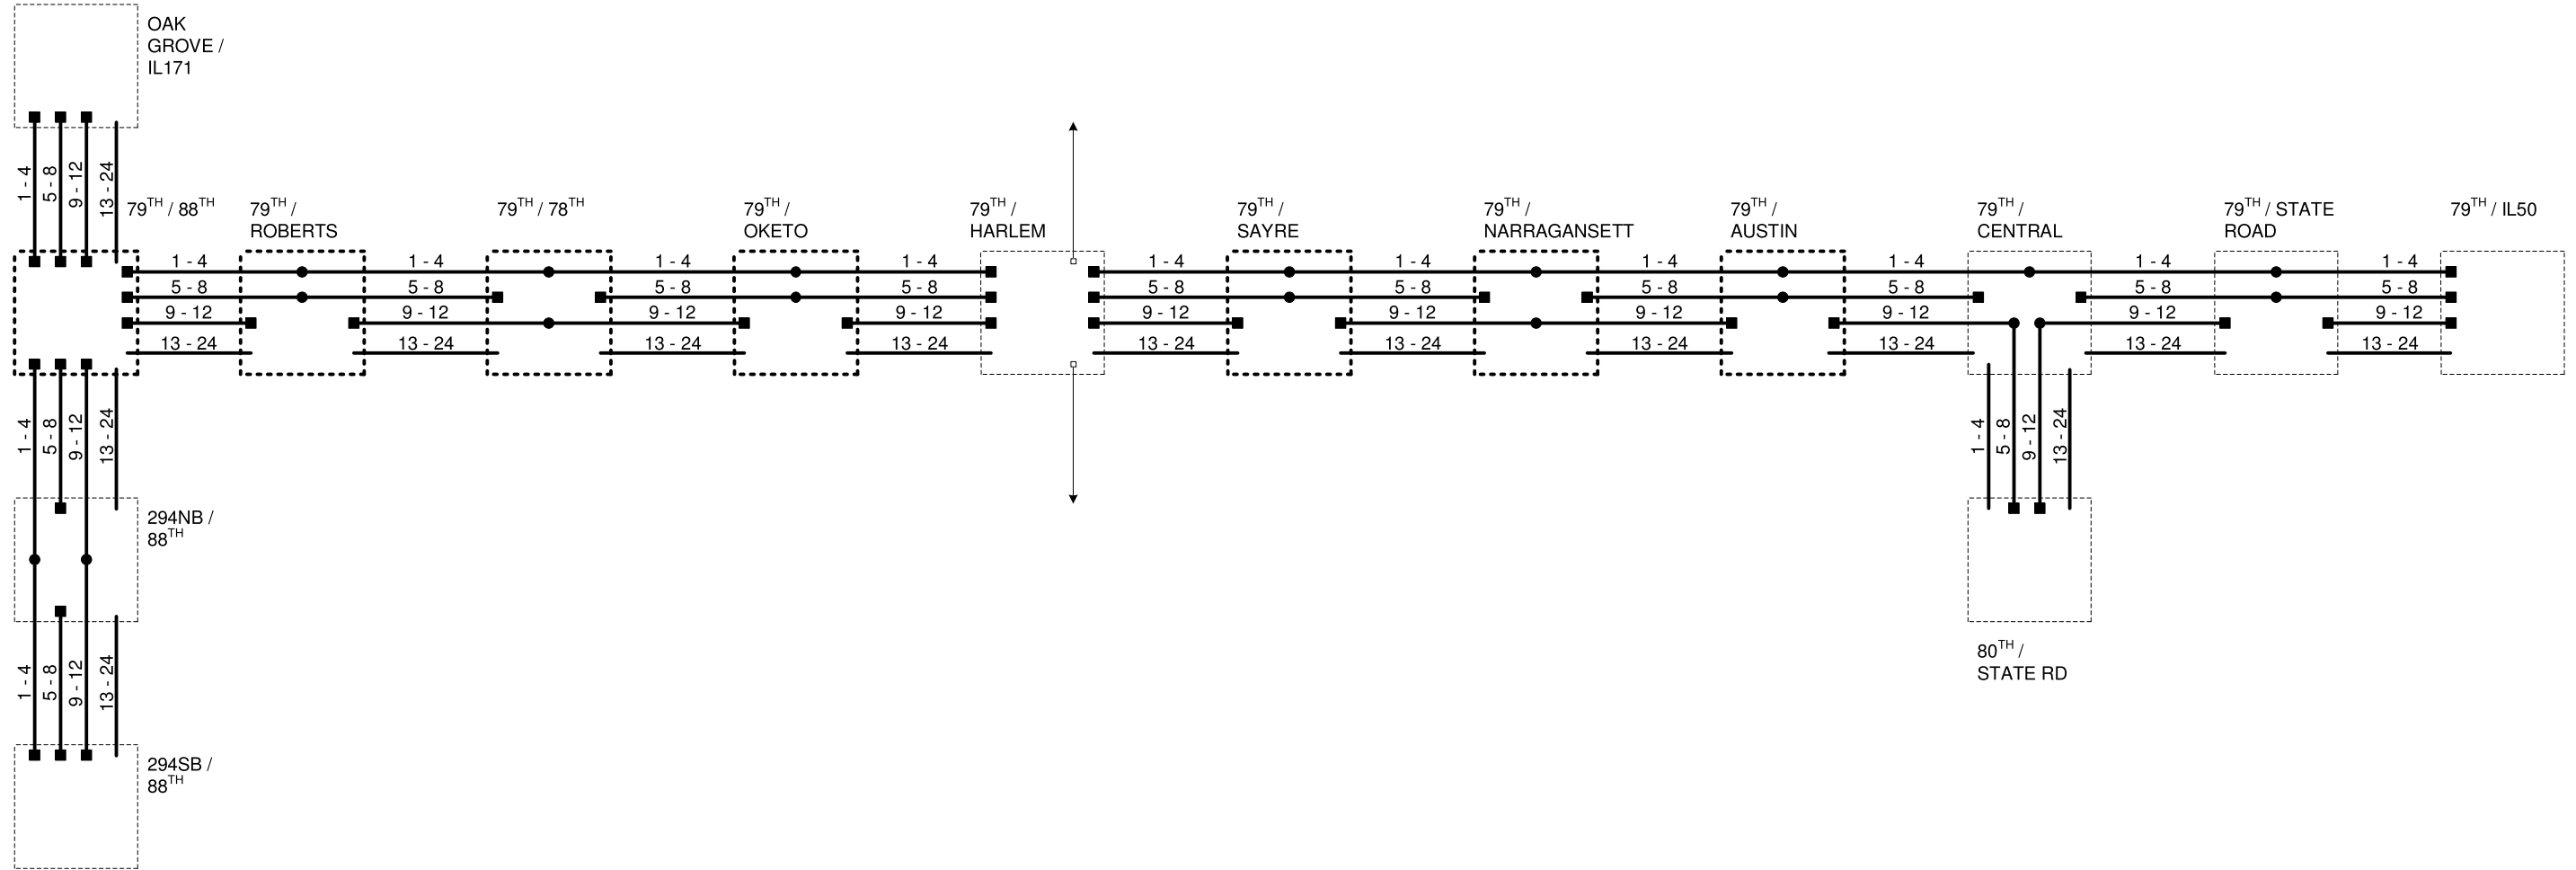 OAK
GROVE /
IL171
1 - 4
5 - 8
9 - 12
13 - 24
79TH / 88TH
79TH /
ROBERTS
79TH / 78TH
79TH /
OKETO
79TH /
HARLEM
79TH /
SAYRE
79TH /
NARRAGANSETT
79TH /
AUSTIN
79TH /
CENTRAL
79TH / STATE
ROAD
79TH / IL50
1 - 4 1 - 4 1 - 4 1 - 4 1 - 4 1 - 4 1 - 4 1 - 4 1 - 4 1 - 4
5 - 8 5 - 8 5 - 8 5 - 8 5 - 8 5 - 8 5 - 8 5 - 8 5 - 8 5 - 8
9 - 12 9 - 12 9 - 12 9 - 12 9 - 12 9 - 12 9 - 12 9 - 12 9 - 12 9 - 12
13 - 24 13 - 24 13 - 24 13 - 24 13 - 24 13 - 24 13 - 24 13 - 24 13 - 24 13 - 24
1 - 4
5 - 8
9 - 12
13 - 24
1 - 4
5 - 8
9 - 12
13 - 24
294NB /
88TH
80TH /
STATE RD
1 - 4
5 - 8
9 - 12
13 - 24
294SB /
88TH